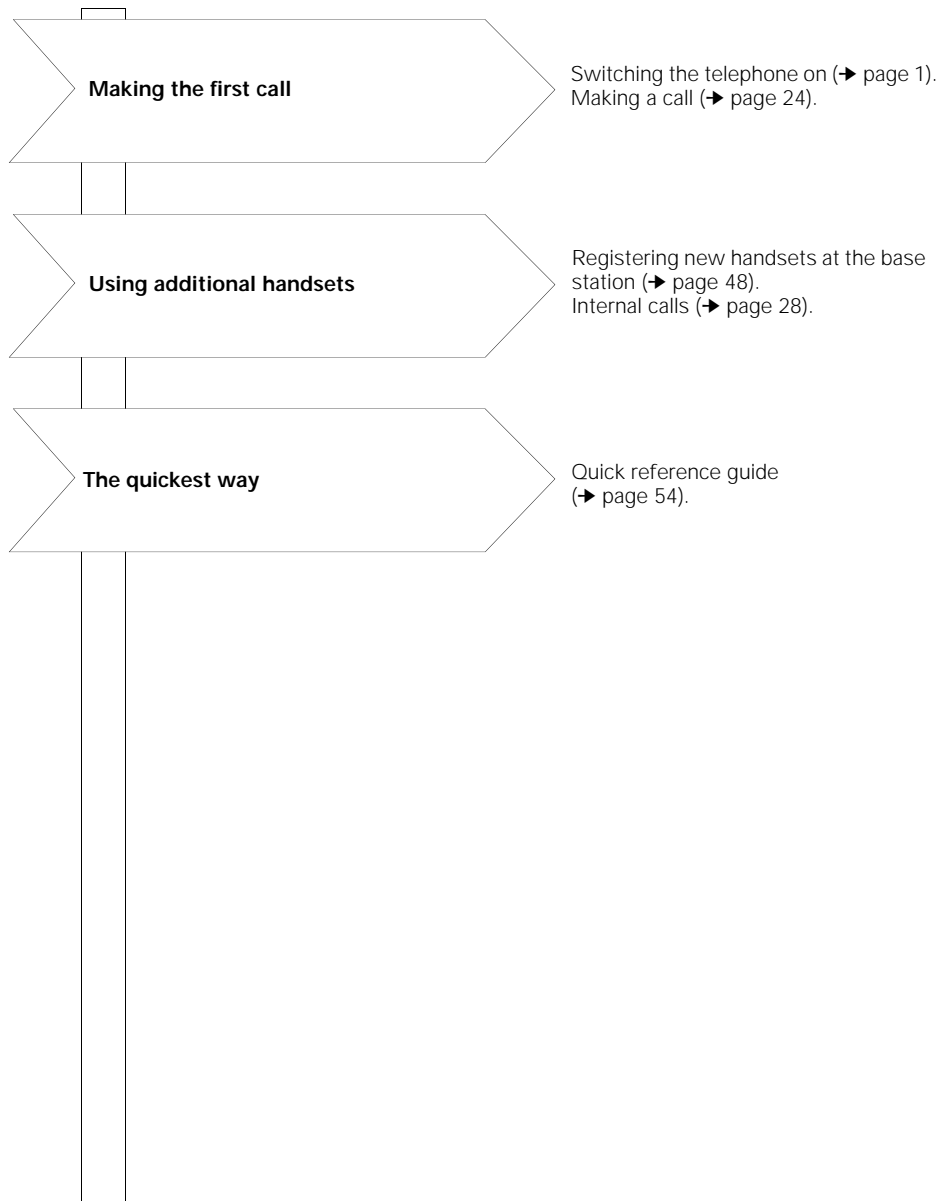 Making the first call
Switching the telephone on (➔ page 1).
Making a call (➔ page 24).
Using additional handsets
Registering new handsets at the base
station (➔ page 48).
Internal calls (➔ page 28).
The quickest way
Quick reference guide
(➔ page 54).